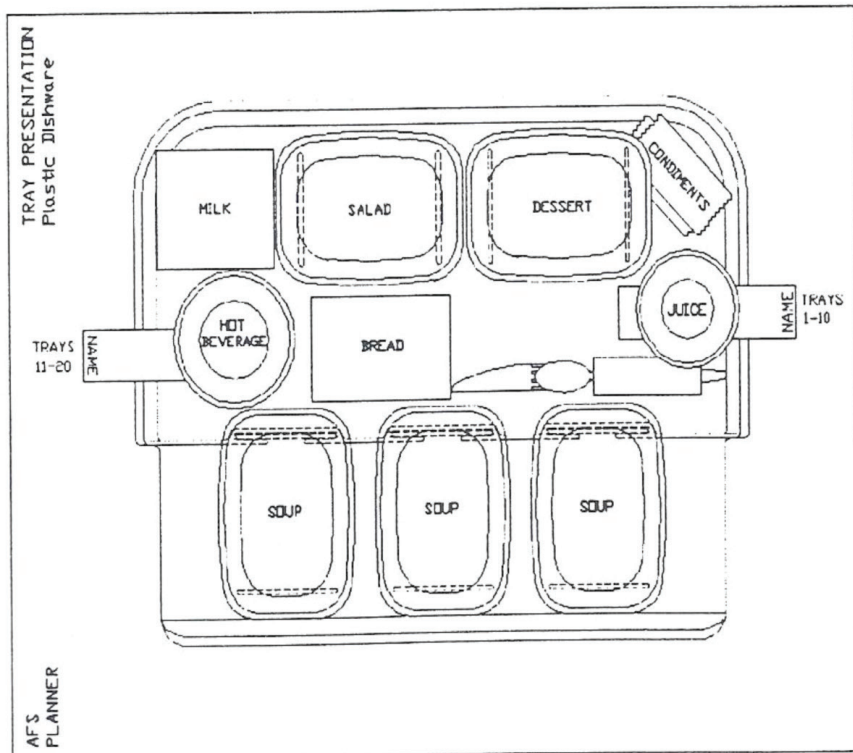 TRAY PRESENTATION
Plastic Dishware
MILK
SALAD
DESSERT
CONDIMENTS
HOT
BEVERAGE
BREAD
JUICE
NAME
TRAYS
1-10
TRAYS
11-20
NAME
SOUP
SOUP
SOUP
AFS
PLANNER